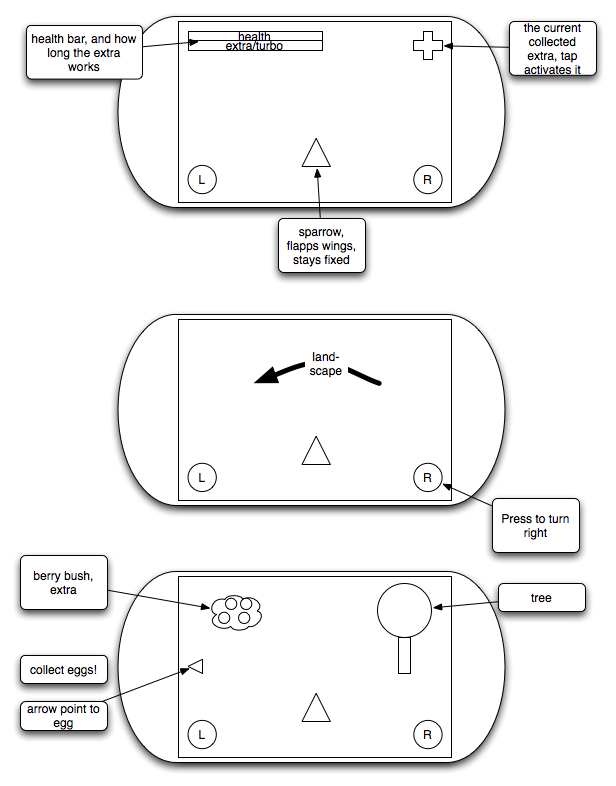 health bar, and how
long the extra
works
health
extra/turbo
the current
collected
extra, tap
activates it
L
R
sparrow,
flapps wings,
stays fixed
land-
scape
L
R
Press to turn
right
berry bush,
extra
tree
collect eggs!
arrow point to
egg
L
R